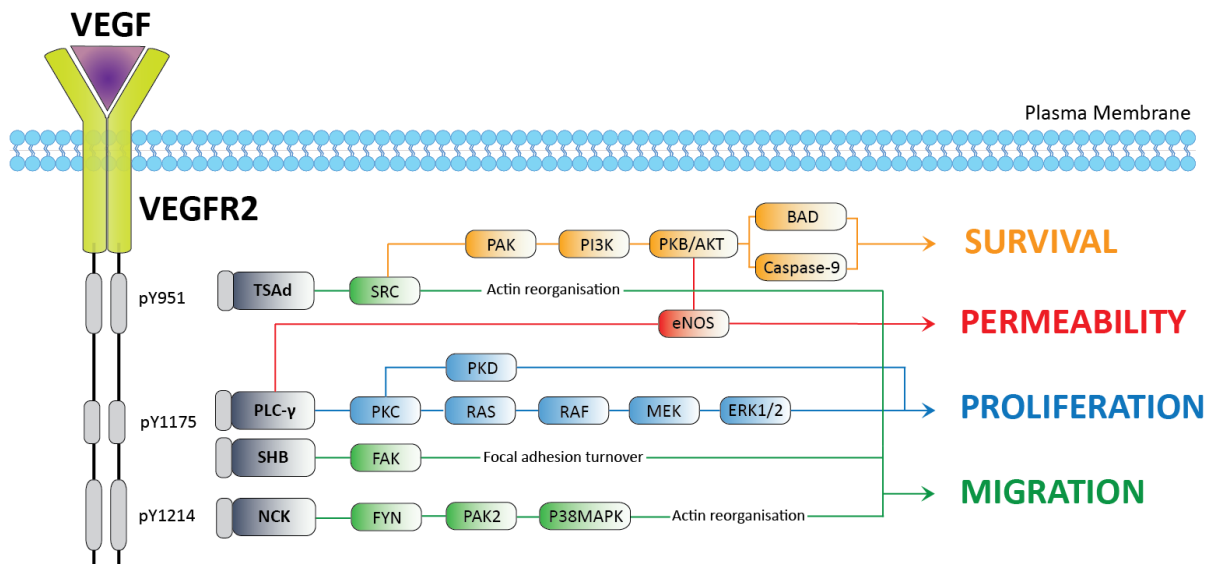 VEGF
Plasma Membrane
VEGFR2
BAD
PAK PI3K PKB/AKT SURVIVAL
Caspase-9
pY951 TSAd SRC Actin reorganisation
eNOS PERMEABILITY
PKD
pY1175 PLC-γ PKC RAS RAF MEK ERK1/2 PROLIFERATION
SHB FAK Focal adhesion turnover
MIGRATION
pY1214 NCK FYN PAK2 P38MAPK Actin reorganisation